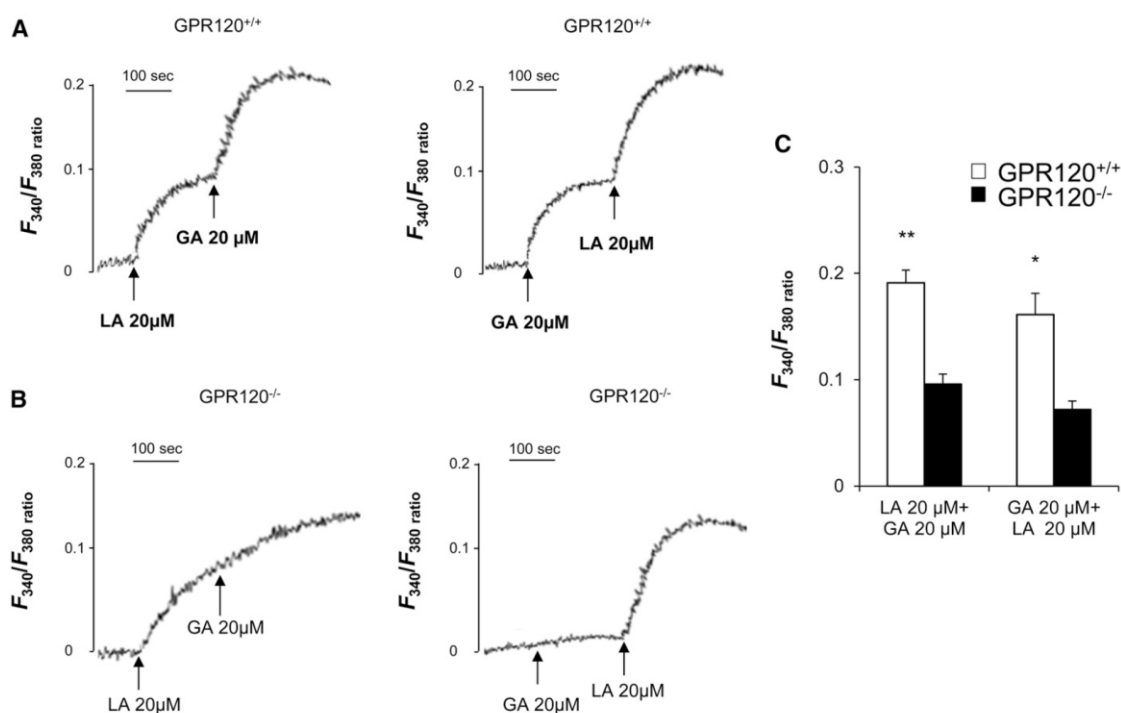 A
GPR120+/+
100 sec
0.2
0.1
0
F340/F380 ratio
LA 20µM
GA 20 µM
GPR120+/+
100 sec
0.2
0.1
0
F340/F380 ratio
GA 20µM
LA 20µM
B
GPR120-/-
100 sec
0.2
0.1
0
F340/F380 ratio
LA 20µM
GA 20µM
GPR120-/-
100 sec
0.2
0.1
0
F340/F380 ratio
GA 20µM
LA 20µM
C
GPR120+/+
GPR120-/-
0.3
0.2
0.1
0
F340/F380 ratio
**
*
LA 20 µM+
GA 20 µM
GA 20 µM+
LA 20 µM